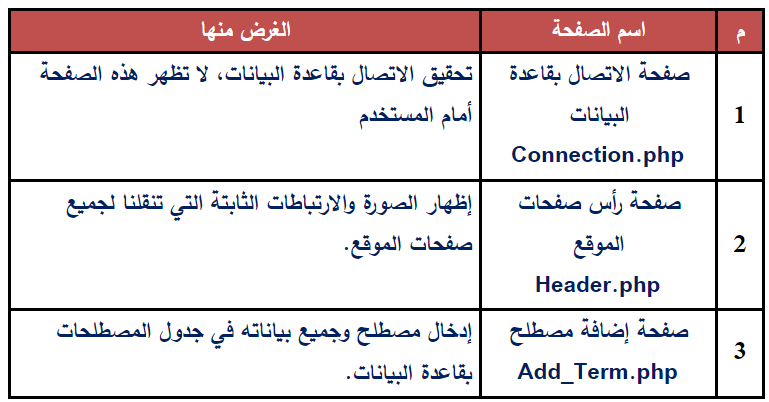 م اسم الصفحة الغرض منها
صفحة الاتصال بقاعدة
البيانات
Connection.php
1
تحقيق الاتصال بقاعدة البيانات، لا تظهر هذه الصفحة
أمام المستخدم
صفحة رأس صفحات
الموقع
Header.php
2
إظهار الصورة والارتباطات الثابتة التي تنقلنا لجميع
صفحات الموقع.
صفحة إضافة مصطلح
Add_Term.php
3
إدخال مصطلح وجميع بياناته في جدول المصطلحات
بقاعدة البيانات.